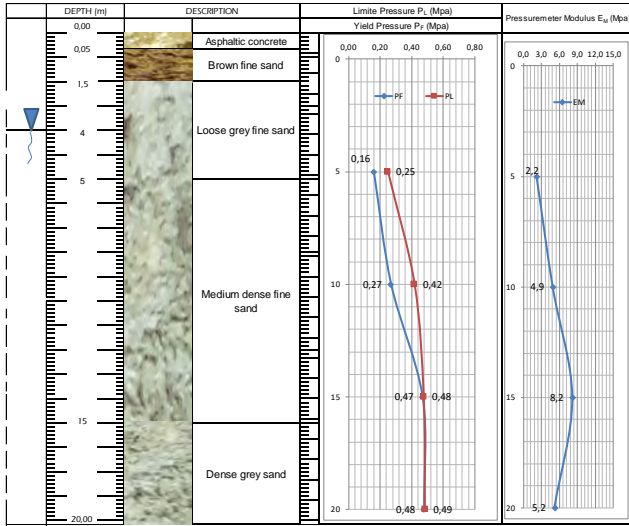 DEPTH (m)
DESCRIPTION
Limite Pressure PL (Mpa)
Yield Pressure PF (Mpa)
Pressuremeter Modulus EM (Mpa)
0,00
0,05
1,5
4
5
15
20,00
Asphaltic concrete
Brown fine sand
Loose grey fine sand
Medium dense fine
sand
Dense grey sand
0,00 0,20 0,40 0,60 0,80
0
5
10
15
20
PF PL
0,16
0,25
0,27
0,42
0,47
0,48
0,48
0,49
0,0 3,0 6,0 9,0 12,0 15,0
0
5
10
15
20
EM
2,2
4,9
8,2
5,2